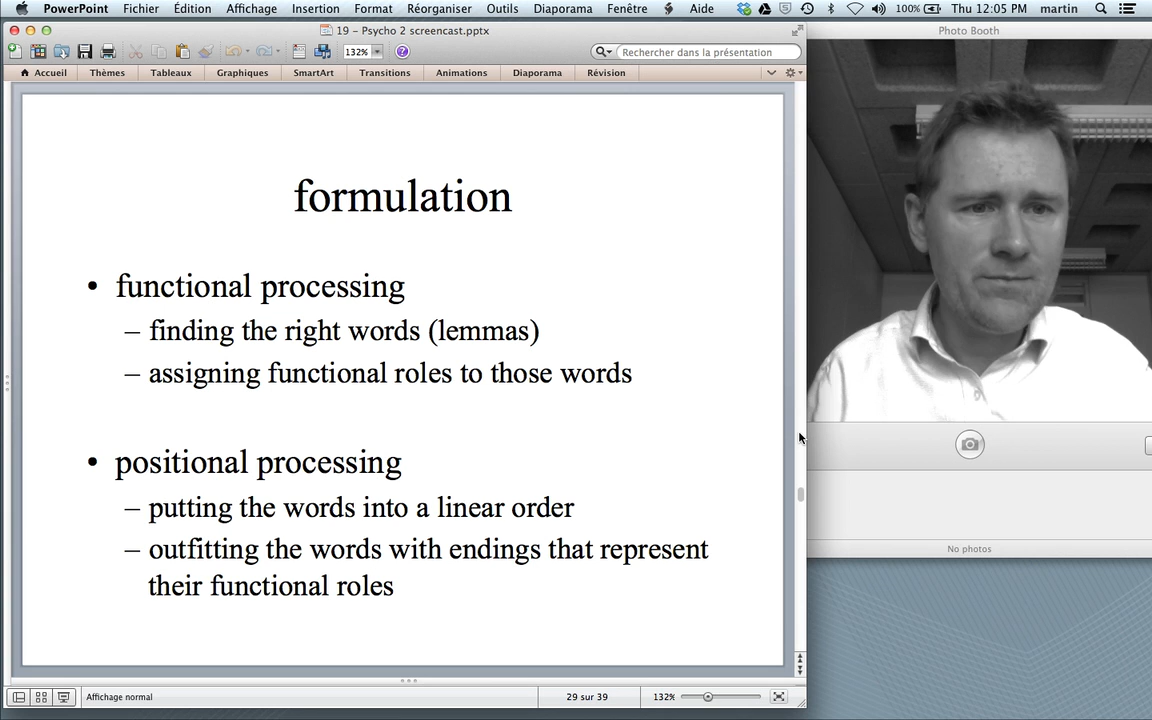 PowerPoint Fichier Édition Affichage Insertion Format Réorganiser Outils Diaporama Fenêtre Aide 100% Thu 12:05 PM martin
19 – Psycho 2 screencast.pptx
Photo Booth
132% Rechercher dans la présentation
Accueil Thèmes Tableaux Graphiques SmartArt Transitions Animations Diaporama Révision
formulation
• functional processing
– finding the right words (lemmas)
– assigning functional roles to those words
• positional processing
– putting the words into a linear order
– outfitting the words with endings that represent
their functional roles
No photos
Affichage normal 29 sur 39 132%